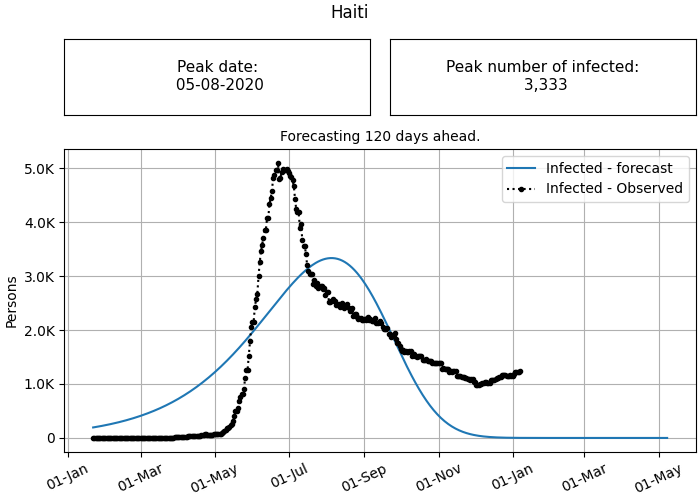 Haiti
Peak date:
05-08-2020
Peak number of infected:
3,333
Forecasting 120 days ahead.
Infected - forecast
Infected - Observed
Persons
5.0K
4.0K
3.0K
2.0K
1.0K
0
01-Jan
01-Mar
01-May
01-Jul
01-Sep
01-Nov
01-Jan
01-Mar
01-May